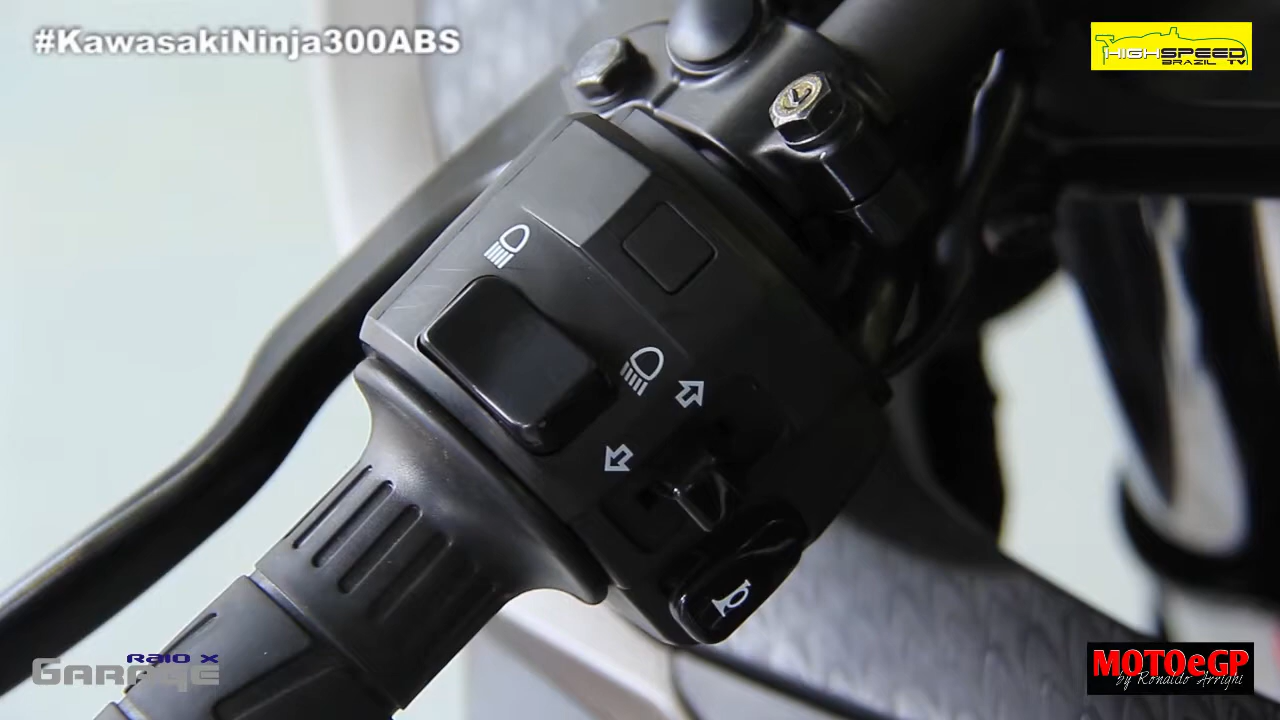 #KawasakiNinja300ABS
HIGHSPEED
BRAZIL TV
RAIO X
GARAGE
MOTOeGP
by Ronaldo Arrighi